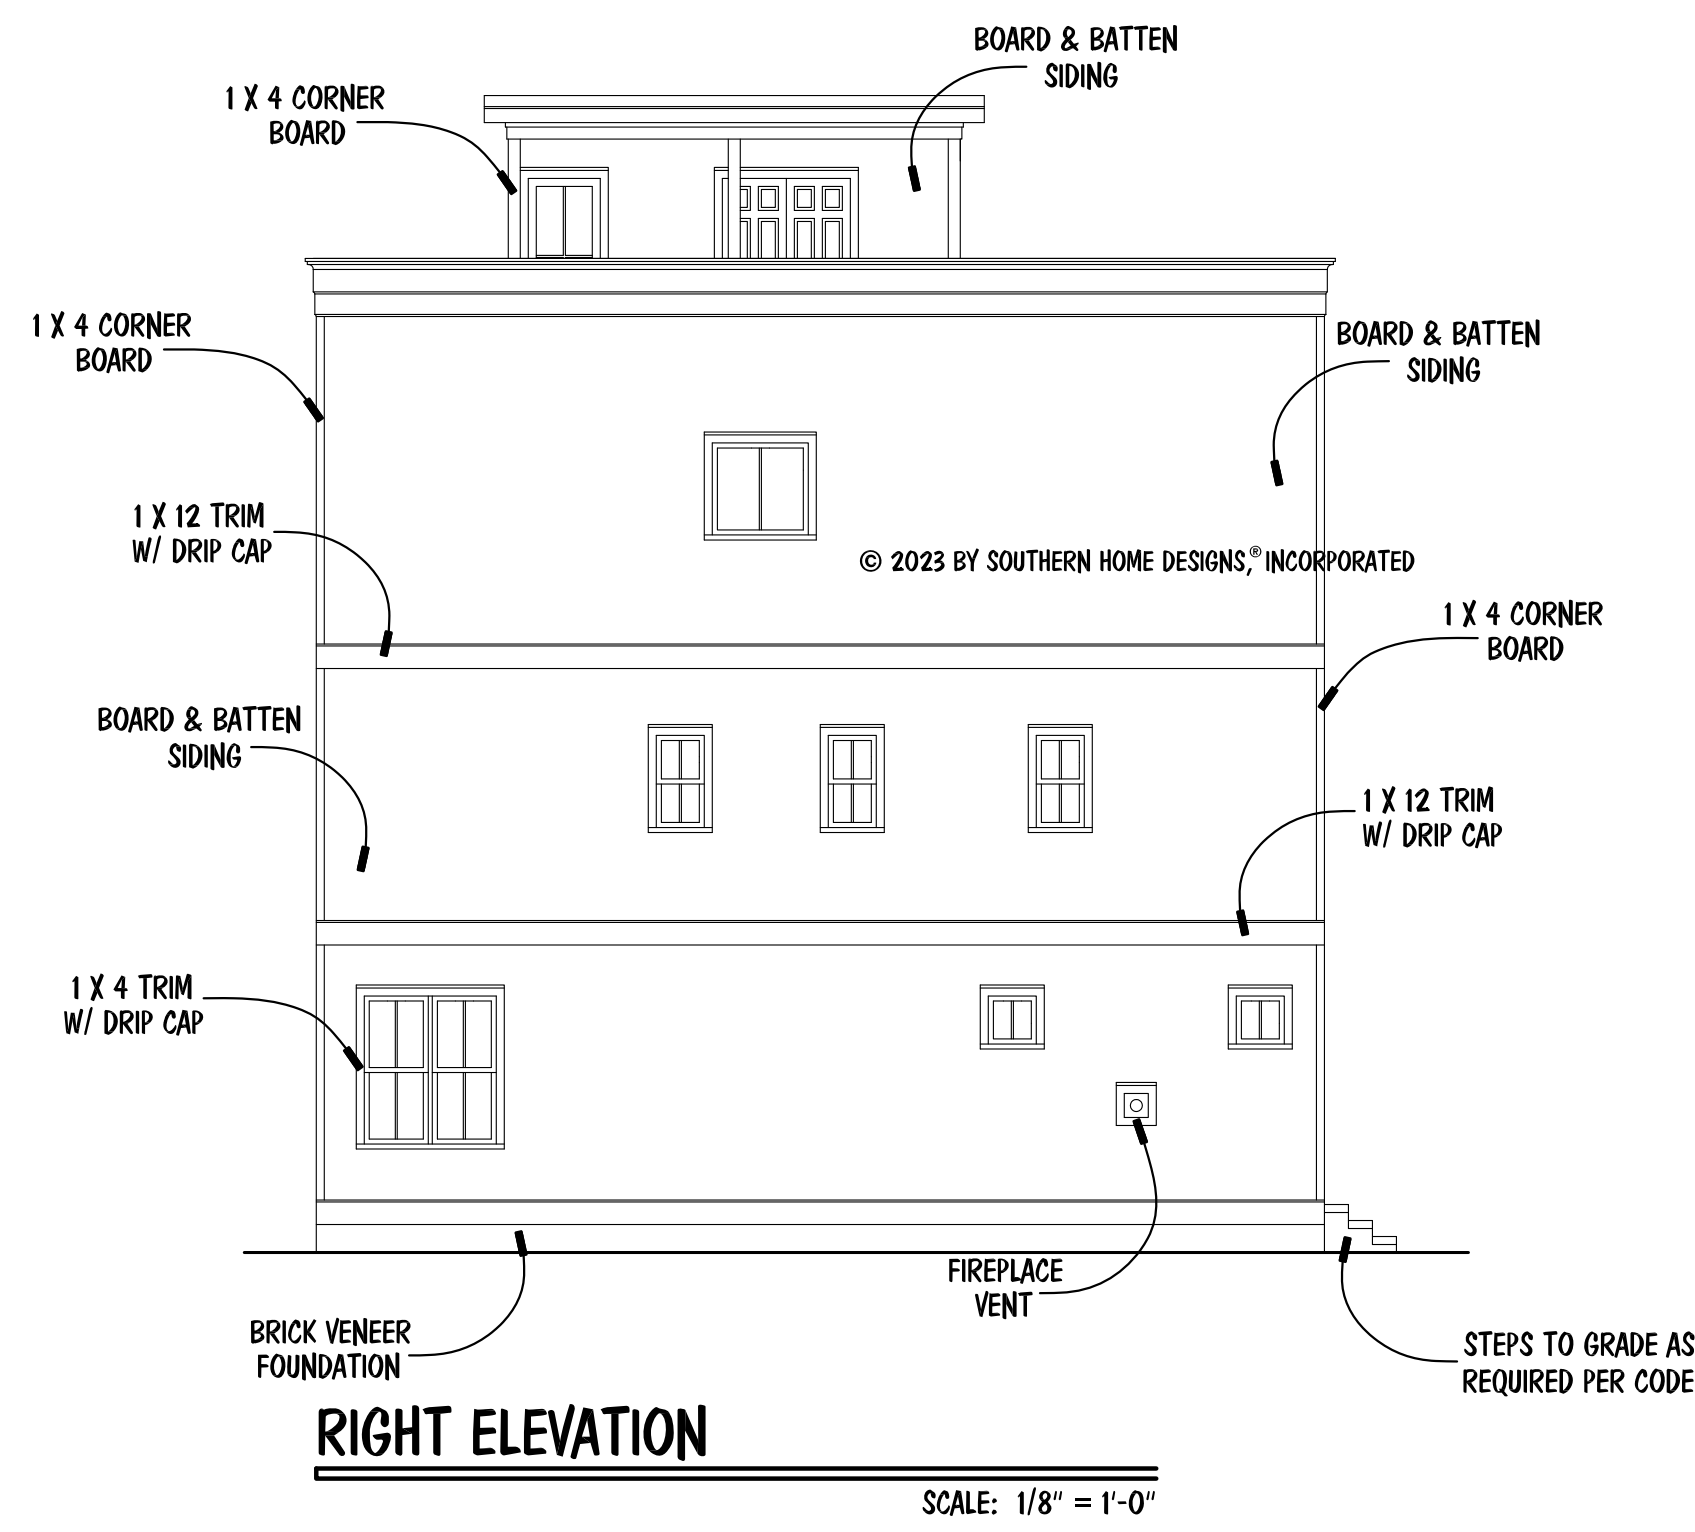 BOARD & BATTEN
SIDING
1 X 4 CORNER
BOARD
1 X 4 CORNER
BOARD
BOARD & BATTEN
SIDING
1 X 12 TRIM
W/ DRIP CAP
© 2023 BY SOUTHERN HOME DESIGNS,® INCORPORATED
1 X 4 CORNER
BOARD
BOARD & BATTEN
SIDING
1 X 12 TRIM
W/ DRIP CAP
1 X 4 TRIM
W/ DRIP CAP
FIREPLACE
VENT
BRICK VENEER
FOUNDATION
STEPS TO GRADE AS
REQUIRED PER CODE
RIGHT ELEVATION
SCALE: 1/8" = 1'-0"